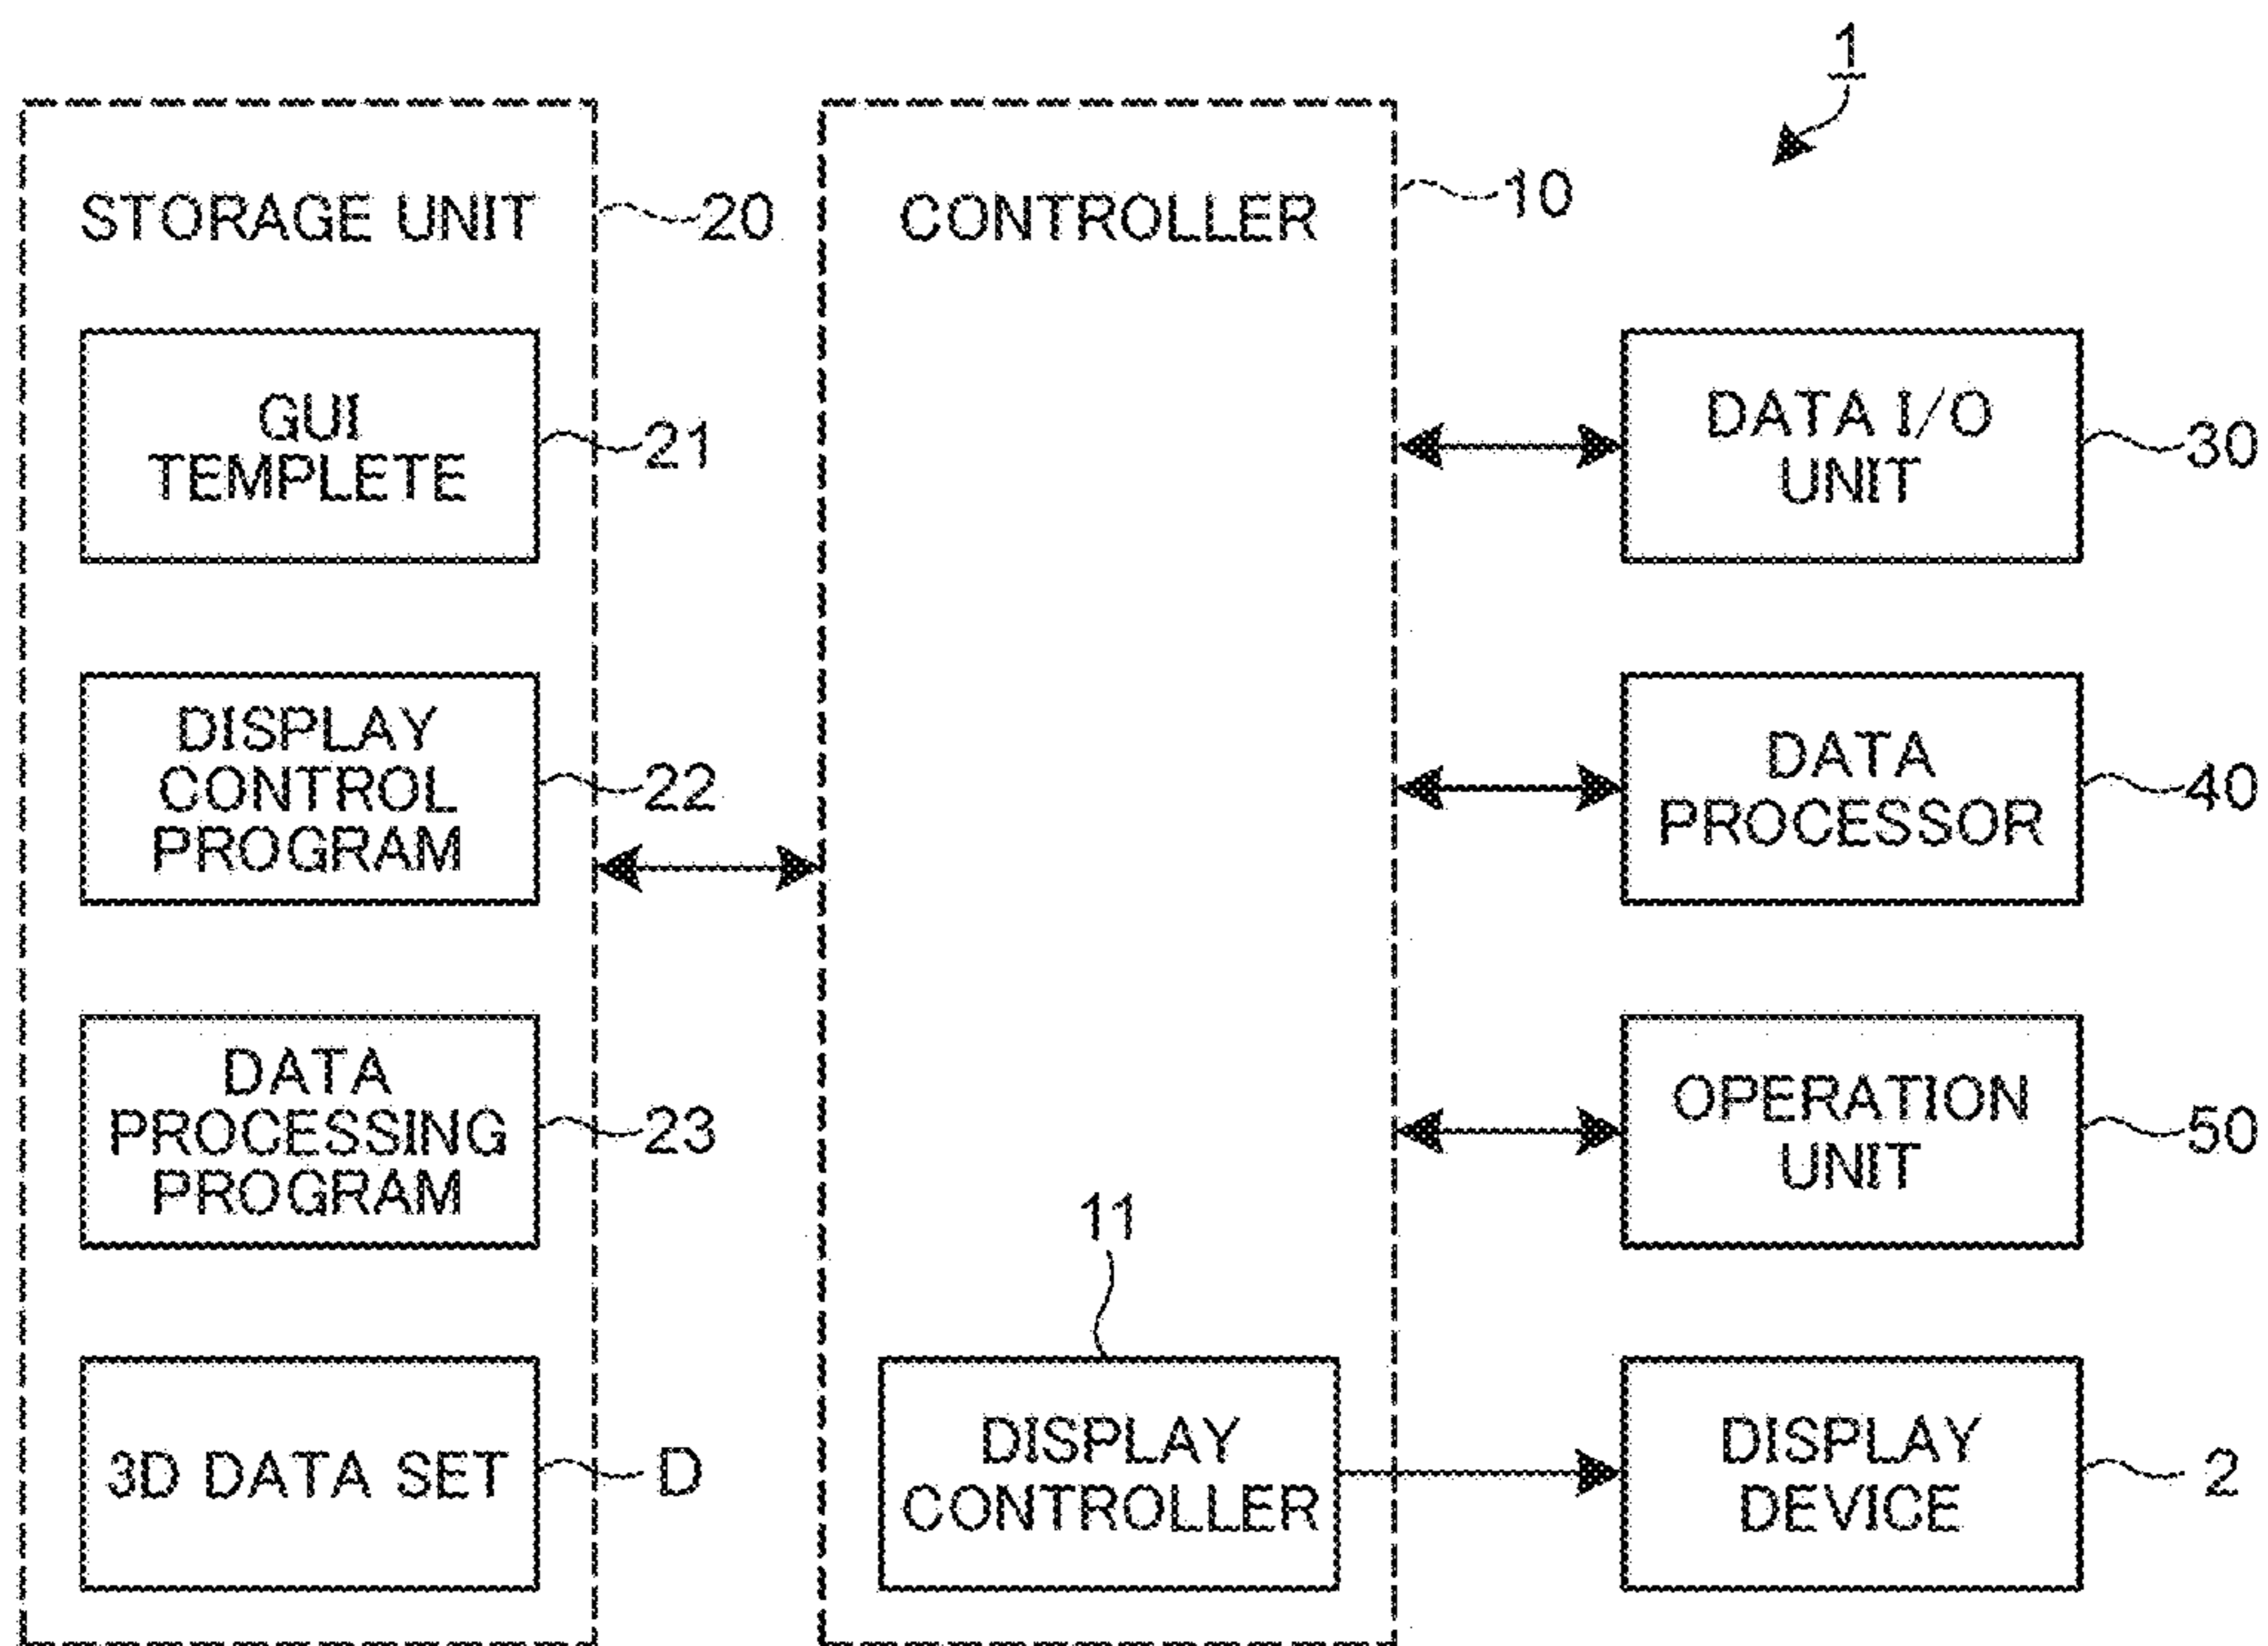 1
STORAGE UNIT
20
GUI
TEMPLETE
21
DISPLAY
CONTROL
PROGRAM
22
DATA
PROCESSING
PROGRAM
23
3D DATA SET
D
CONTROLLER
10
11
DISPLAY
CONTROLLER
DATA I/O
UNIT
30
DATA
PROCESSOR
40
OPERATION
UNIT
50
DISPLAY
DEVICE
2